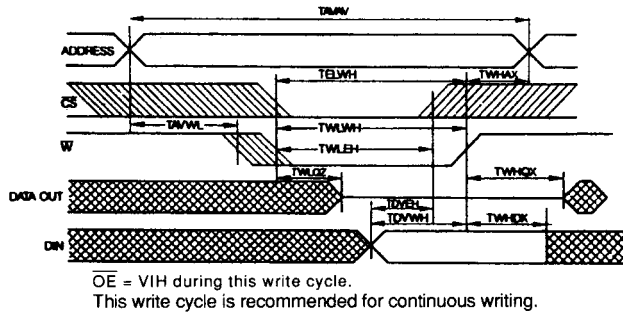 TAVAV
ADDRESS
TELWH
TWHAX
CS
TAVWL
TWLWH
W
TWLEH
TWLQZ
TWHQX
DATA OUT
TDVEH
TDVWH
TWHDX
DIN
OE = VIH during this write cycle.
This write cycle is recommended for continuous writing.